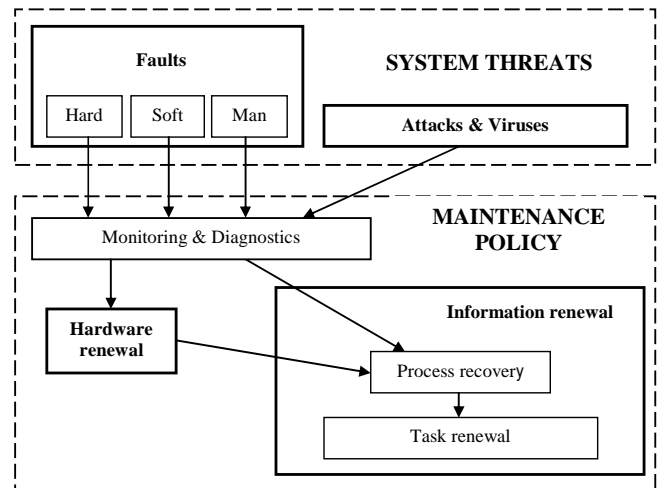 Faults
SYSTEM THREATS
Hard
Soft
Man
Attacks & Viruses
MAINTENANCE
POLICY
Monitoring & Diagnostics
Information renewal
Hardware
renewal
Process recovery
Task renewal